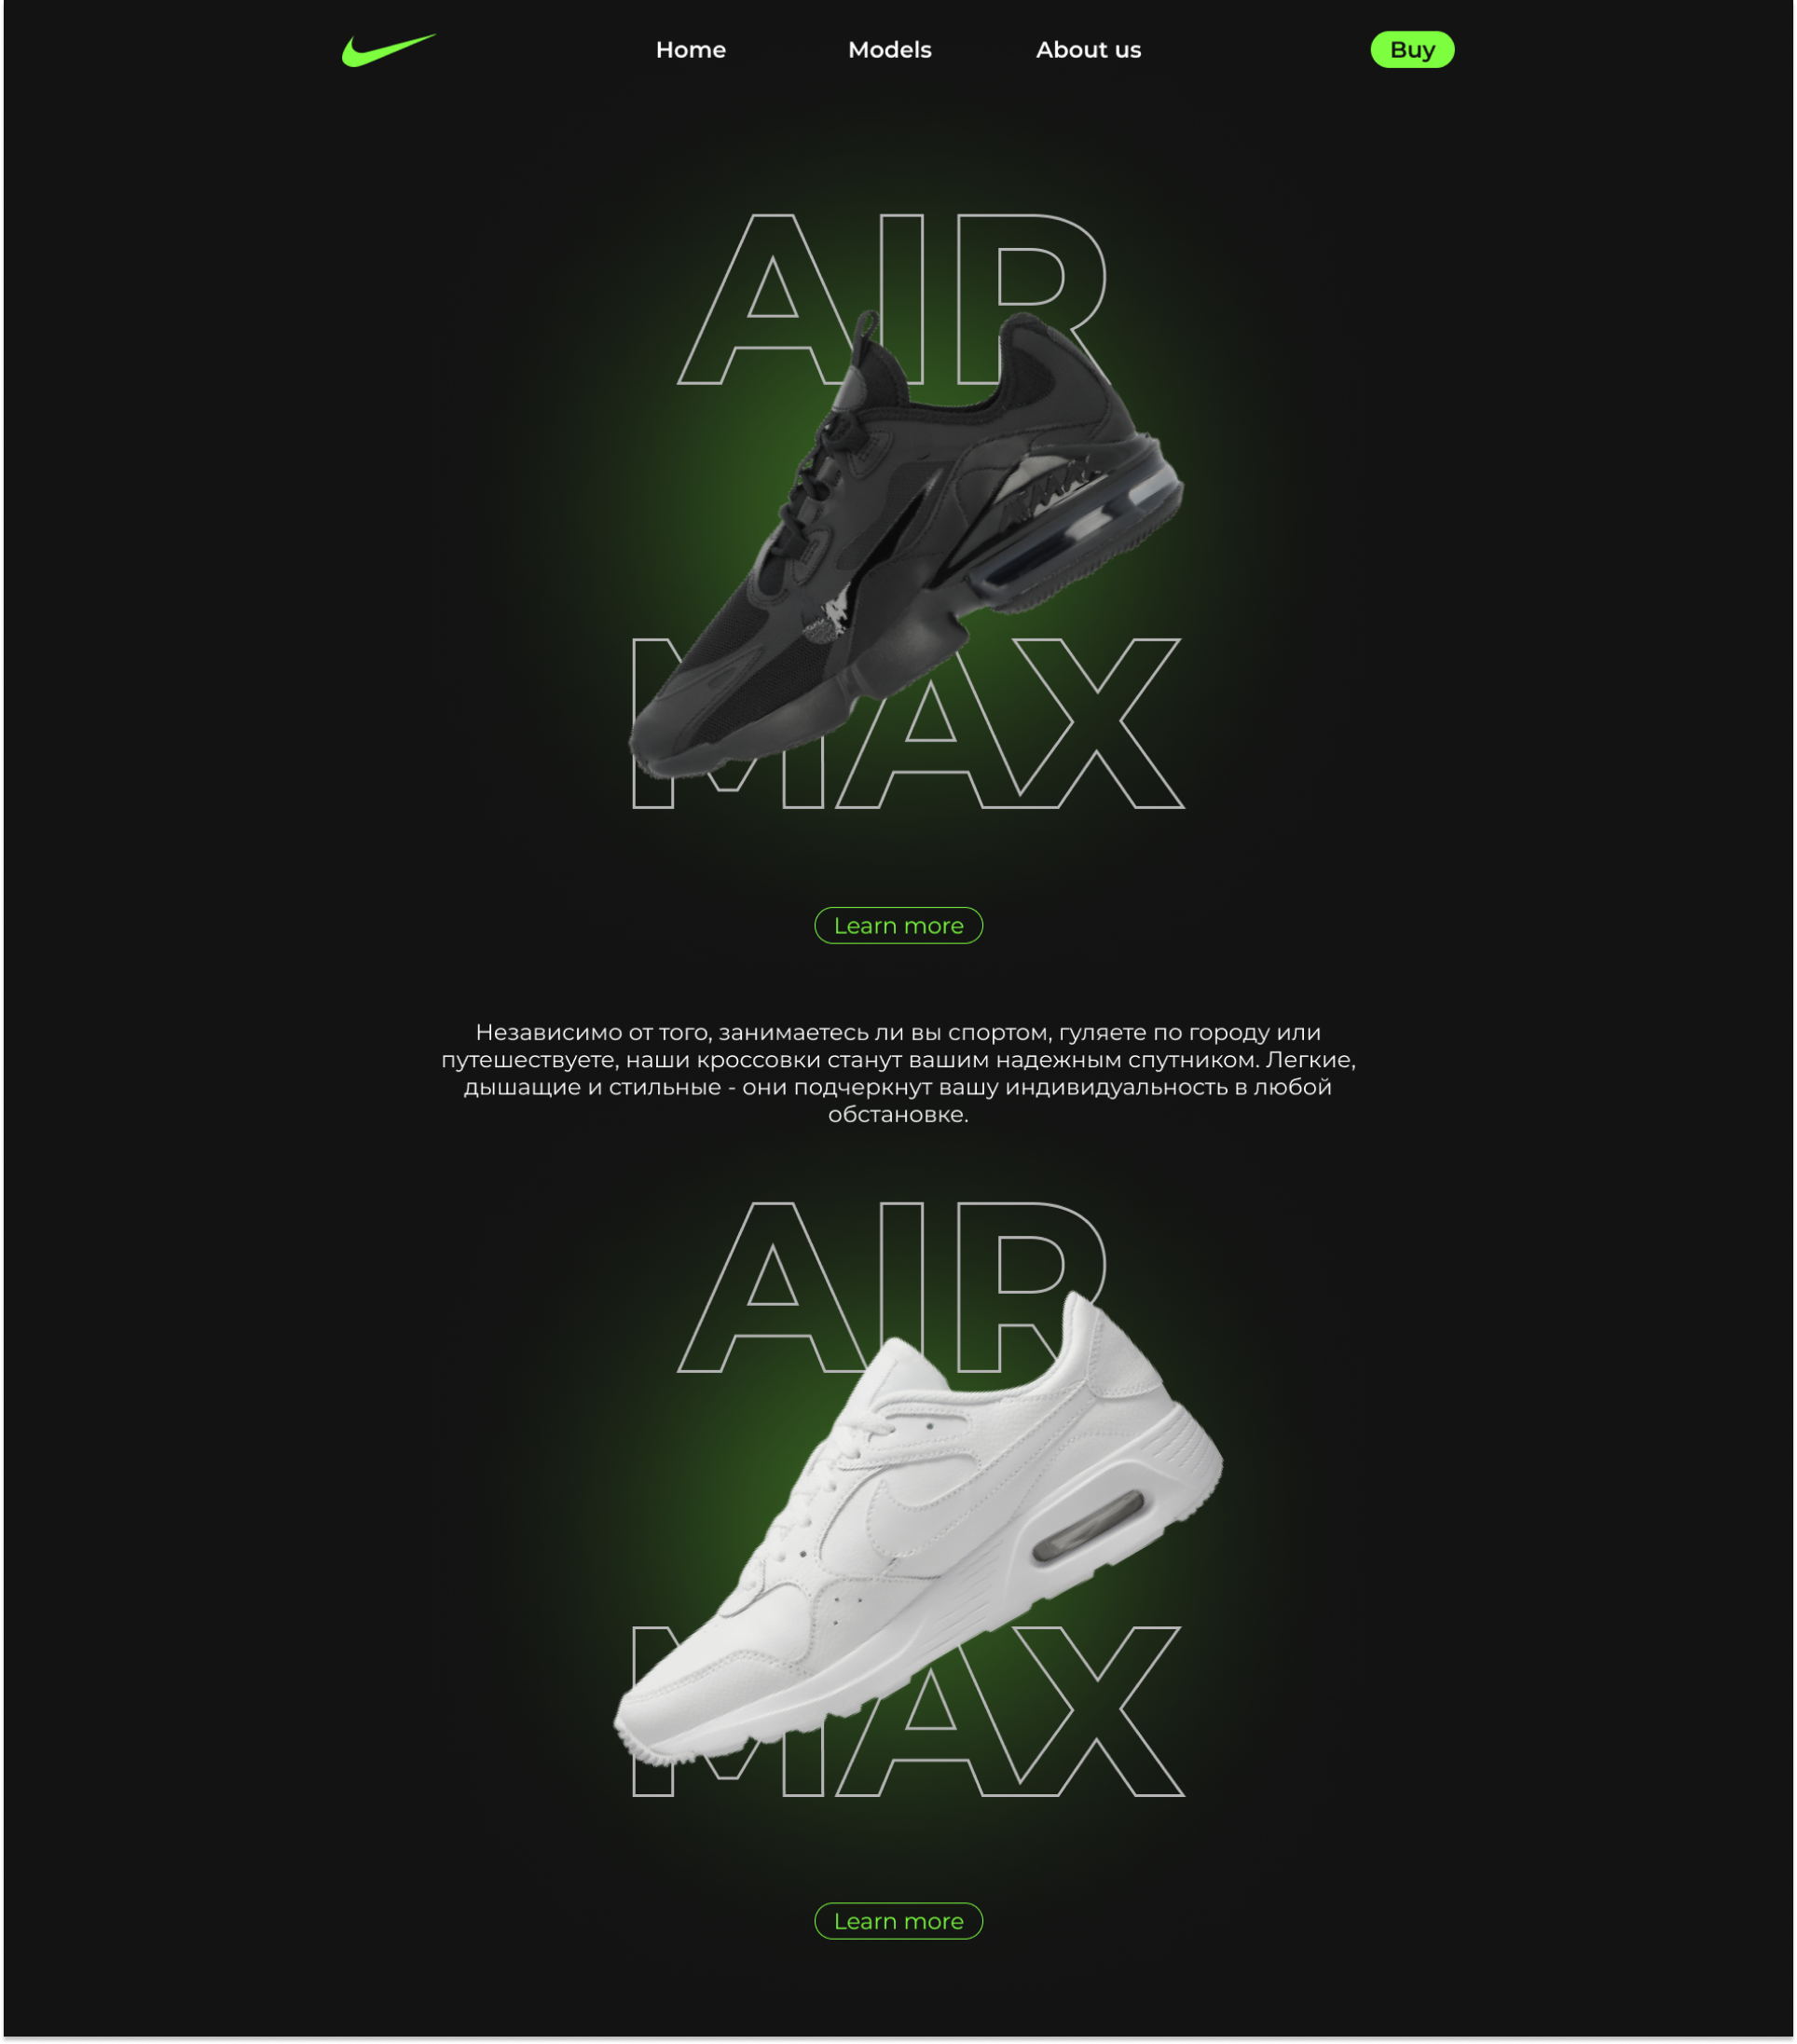 Home Models About us Buy
AIR
MAX
Learn more
Независимо от того, занимаетесь ли вы спортом, гуляете по городу или
путешествуете, наши кроссовки станут вашим надежным спутником. Легкие,
дышащие и стильные - они подчеркнут вашу индивидуальность в любой
обстановке.
AIR
MAX
Learn more